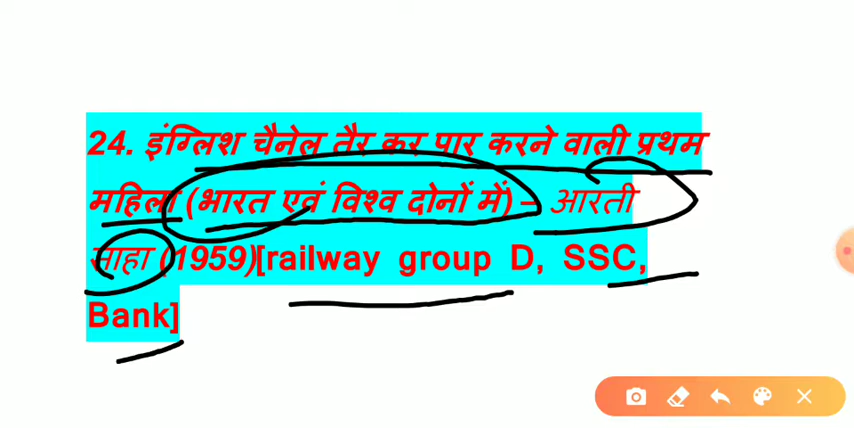 24. इंग्लिश चैनेल तैर कर पार करने वाली प्रथम
महिला (भारत एवं विश्व दोनों में) – आरती
साहा (1959)[railway group D, SSC,
Bank]